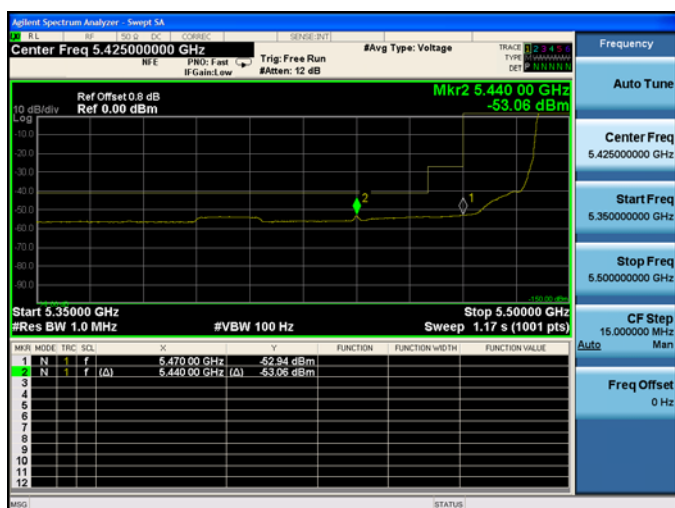 Agilent Spectrum Analyzer - Swept SA
RL RF 50 Ω DC CORREC SENSE:INT
Center Freq 5.425000000 GHz
NFE PNO: Fast Trig: Free Run
IFGain:Low #Atten: 12 dB
#Avg Type: Voltage
TRACE 1 2 3 4 5 6
TYPE
DET P N N N N N
Mkr2 5.440 00 GHz
-53.06 dBm
Ref Offset 0.8 dB
10 dB/div Ref 0.00 dBm
Log
-10.0
-20.0
-30.0
-40.0
-50.0
-60.0
-80.0
-90.0
2
1
-150.00 dBm
Start 5.35000 GHz Stop 5.50000 GHz
#Res BW 1.0 MHz #VBW 100 Hz Sweep 1.17 s (1001 pts)
MKR MODE TRC SCL X Y FUNCTION FUNCTION WIDTH FUNCTION VALUE
1 N 1 f 5.470 00 GHz -52.94 dBm
2 N 1 f (Δ) 5.440 00 GHz (Δ) -53.06 dBm
3
4
5
6
7
8
9
10
11
12
MSG STATUS
Frequency
Auto Tune
Center Freq
5.425000000 GHz
Start Freq
5.350000000 GHz
Stop Freq
5.500000000 GHz
CF Step
15.000000 MHz
Auto Man
Freq Offset
0 Hz